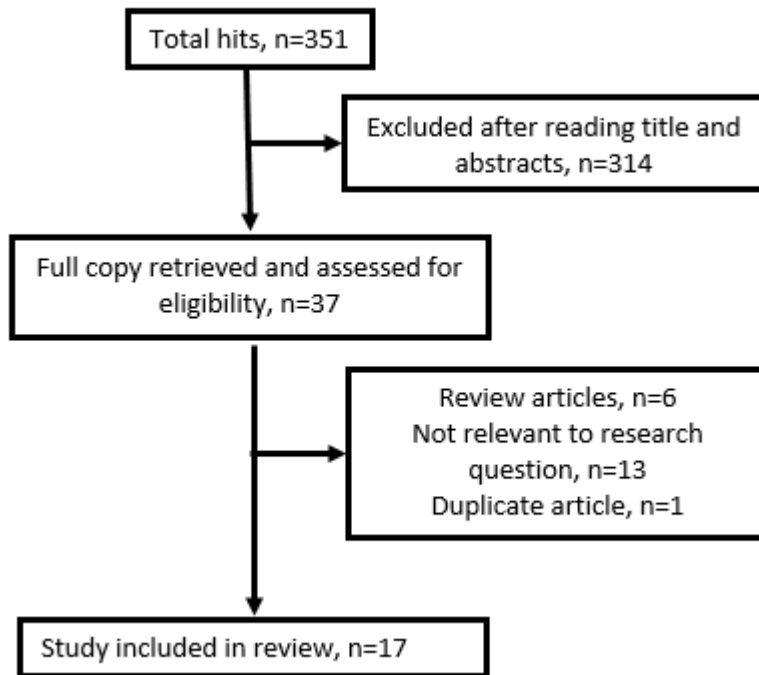 Total hits, n=351
Excluded after reading title and
abstracts, n=314
Full copy retrieved and assessed for
eligibility, n=37
Review articles, n=6
Not relevant to research
question, n=13
Duplicate article, n=1
Study included in review, n=17